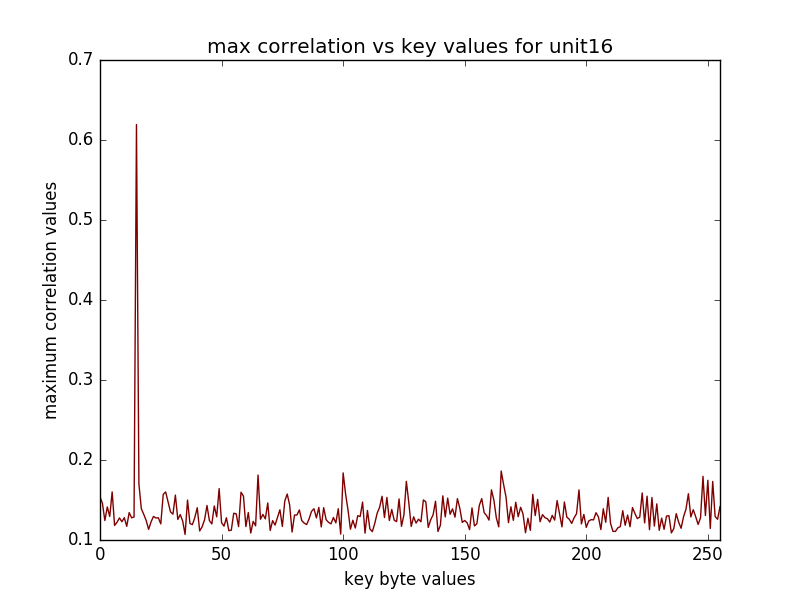 max correlation vs key values for unit16
0.7
0.6
0.5
0.4
0.3
0.2
0.1
maximum correlation values
0 50 100 150 200 250
key byte values